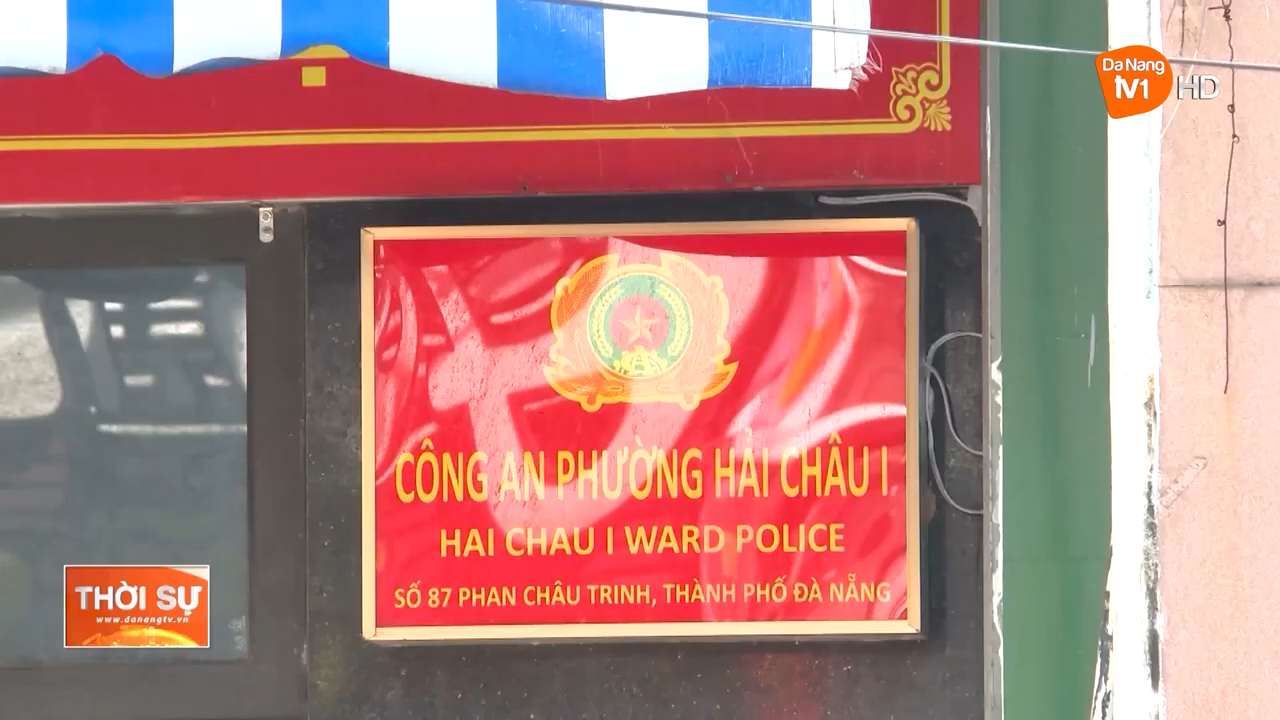 Da Nang
tv1 HD
CÔNG AN PHƯỜNG HẢI CHÂU I
HAI CHAU I WARD POLICE
SỐ 87 PHAN CHÂU TRINH, THÀNH PHỐ ĐÀ NẴNG
THỜI SỰ
www.danangtv.vn